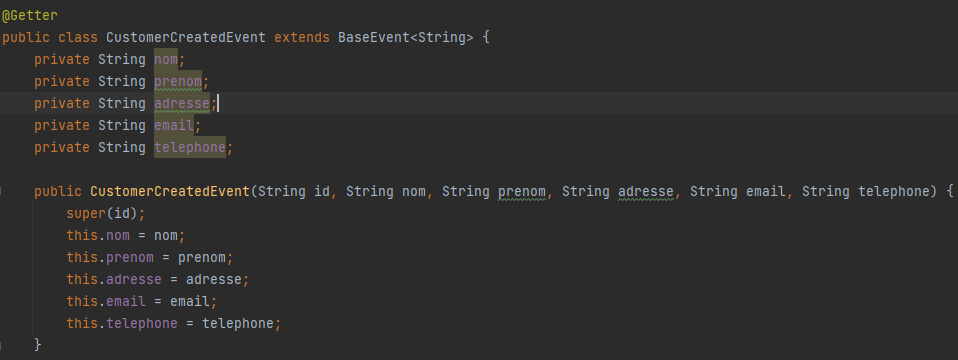 @Getter
public class CustomerCreatedEvent extends BaseEvent<String> {
    private String nom;
    private String prenom;
    private String adresse;
    private String email;
    private String telephone;

    public CustomerCreatedEvent(String id, String nom, String prenom, String adresse, String email, String telephone) {
        super(id);
        this.nom = nom;
        this.prenom = prenom;
        this.adresse = adresse;
        this.email = email;
        this.telephone = telephone;
    }